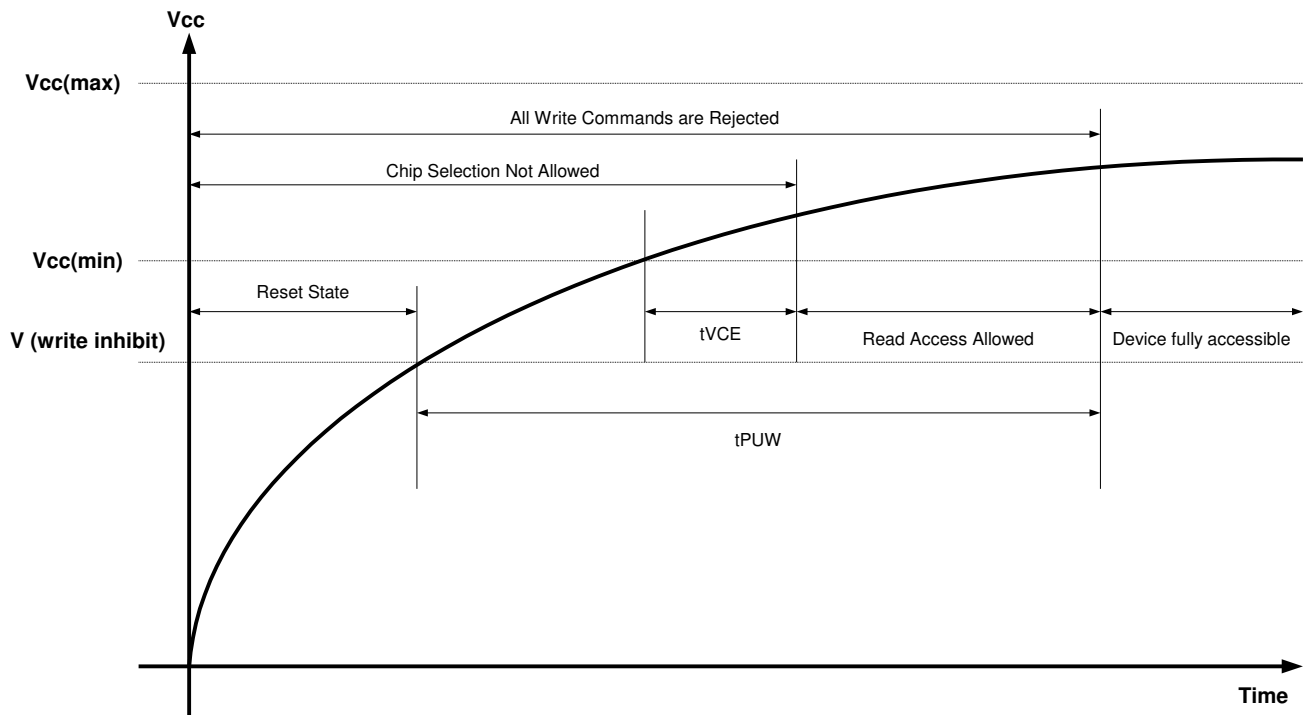 Vcc
Vcc(max)
All Write Commands are Rejected
Chip Selection Not Allowed
Vcc(min)
Reset State
V (write inhibit)
tVCE
Read Access Allowed
Device fully accessible
tPUW
Time